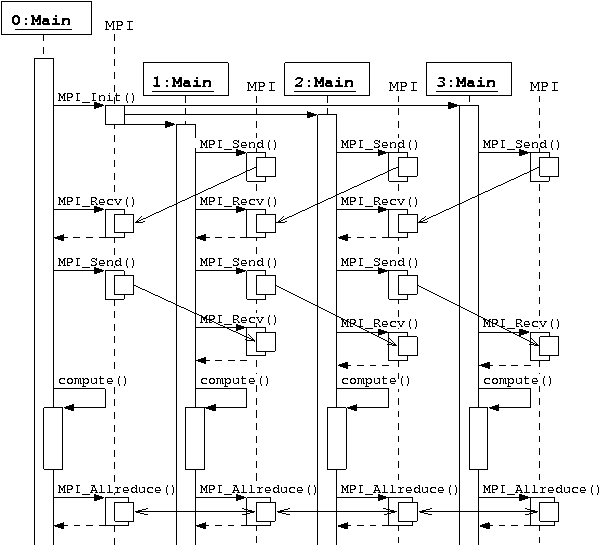 0:Main MPI
1:Main MPI 2:Main MPI 3:Main MPI
MPI_Init()
MPI_Send() MPI_Send() MPI_Send()
MPI_Recv() MPI_Recv() MPI_Recv()
MPI_Send() MPI_Send() MPI_Send()
MPI_Recv() MPI_Recv() MPI_Recv()
compute() compute() compute() compute()
MPI_Allreduce() MPI_Allreduce() MPI_Allreduce() MPI_Allreduce()